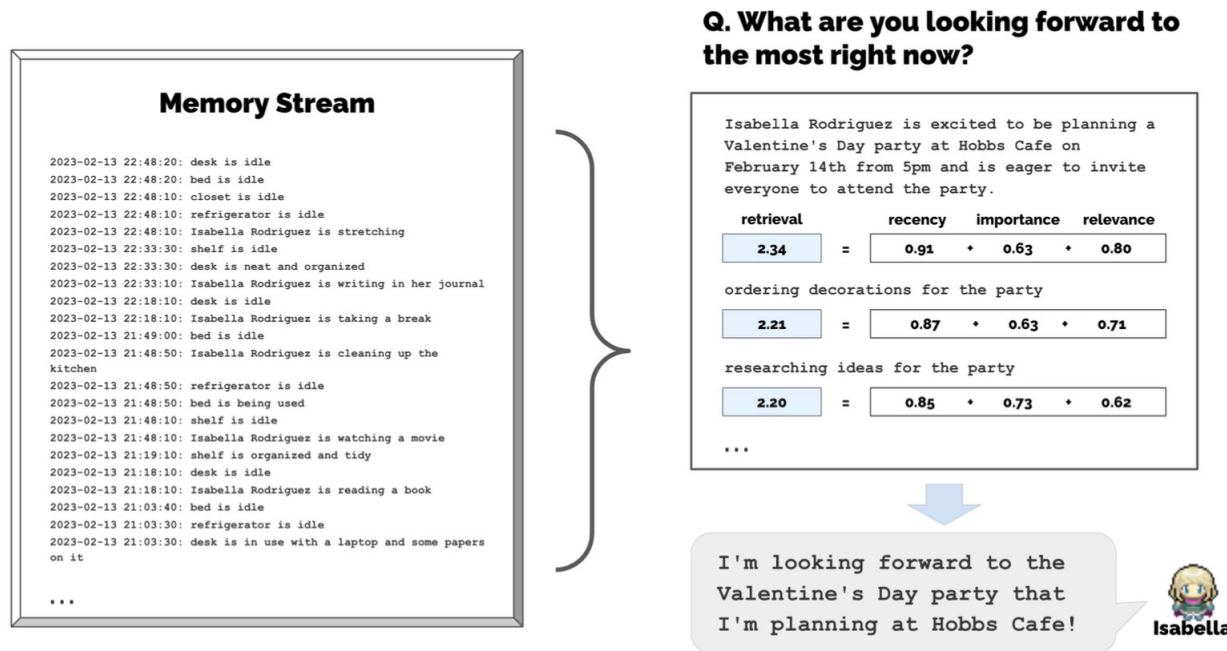 Memory Stream
2023-02-13 22:48:20: desk is idle
2023-02-13 22:48:20: bed is idle
2023-02-13 22:48:10: closet is idle
2023-02-13 22:48:10: refrigerator is idle
2023-02-13 22:48:10: Isabella Rodriguez is stretching
2023-02-13 22:33:30: shelf is idle
2023-02-13 22:33:30: desk is neat and organized
2023-02-13 22:33:10: Isabella Rodriguez is writing in her journal
2023-02-13 22:18:10: desk is idle
2023-02-13 22:18:10: Isabella Rodriguez is taking a break
2023-02-13 21:49:00: bed is idle
2023-02-13 21:48:50: Isabella Rodriguez is cleaning up the
kitchen
2023-02-13 21:48:50: refrigerator is idle
2023-02-13 21:48:50: bed is being used
2023-02-13 21:48:10: shelf is idle
2023-02-13 21:48:10: Isabella Rodriguez is watching a movie
2023-02-13 21:19:10: shelf is organized and tidy
2023-02-13 21:18:10: desk is idle
2023-02-13 21:18:10: Isabella Rodriguez is reading a book
2023-02-13 21:03:40: bed is idle
2023-02-13 21:03:30: refrigerator is idle
2023-02-13 21:03:30: desk is in use with a laptop and some papers
on it
...
Q. What are you looking forward to
the most right now?
Isabella Rodriguez is excited to be planning a
Valentine's Day party at Hobbs Cafe on
February 14th from 5pm and is eager to invite
everyone to attend the party.
retrieval recency importance relevance
2.34 = 0.91 + 0.63 + 0.80
ordering decorations for the party
2.21 = 0.87 + 0.63 + 0.71
researching ideas for the party
2.20 = 0.85 + 0.73 + 0.62
...
I'm looking forward to the
Valentine's Day party that
I'm planning at Hobbs Cafe!
Isabella